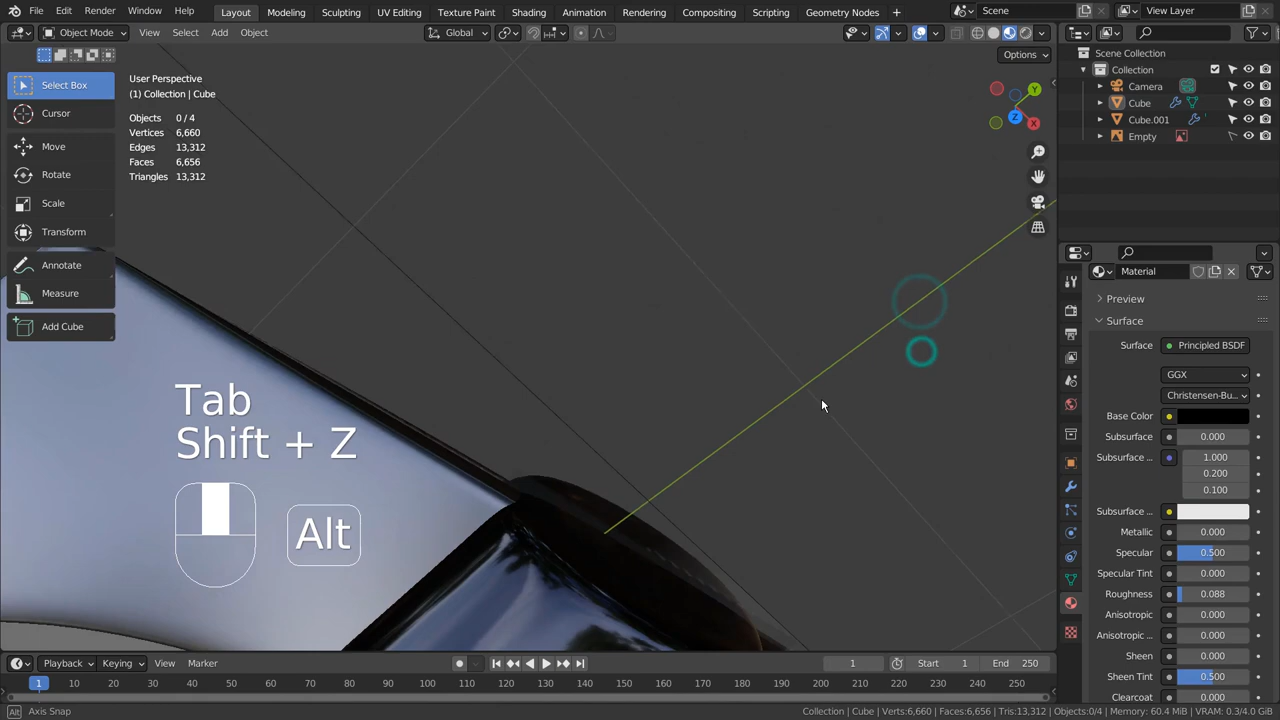 File Edit Render Window Help Layout Modeling Sculpting UV Editing Texture Paint Shading Animation Rendering Compositing Scripting Geometry Nodes + Scene View Layer
Object Mode View Select Add Object Global
Options
Select Box
Cursor
Move
Rotate
Scale
Transform
Annotate
Measure
Add Cube
User Perspective
(1) Collection | Cube
Objects 0 / 4
Vertices 6,660
Edges 13,312
Faces 6,656
Triangles 13,312
Y
Z
X
Tab
Shift + Z
Alt
Scene Collection
Collection
Camera
Cube
Cube.001
Empty
Material
Preview
Surface
Surface Principled BSDF
GGX
Christensen-Bu...
Base Color
Subsurface 0.000
Subsurface ... 1.000
0.200
0.100
Subsurface ...
Metallic 0.000
Specular 0.500
Specular Tint 0.000
Roughness 0.088
Anisotropic 0.000
Anisotropic ... 0.000
Sheen 0.000
Sheen Tint 0.500
Clearcoat 0.000
Playback Keying View Marker 1 Start 1 End 250
1 10 20 30 40 50 60 70 80 90 100 110 120 130 140 150 160 170 180 190 200 210 220 230 240 250
Alt Axis Snap Collection | Cube | Verts:6,660 | Faces:6,656 | Tris:13,312 | Objects:0/4 | Memory: 60.4 MiB | VRAM: 0.3/4.0 GiB